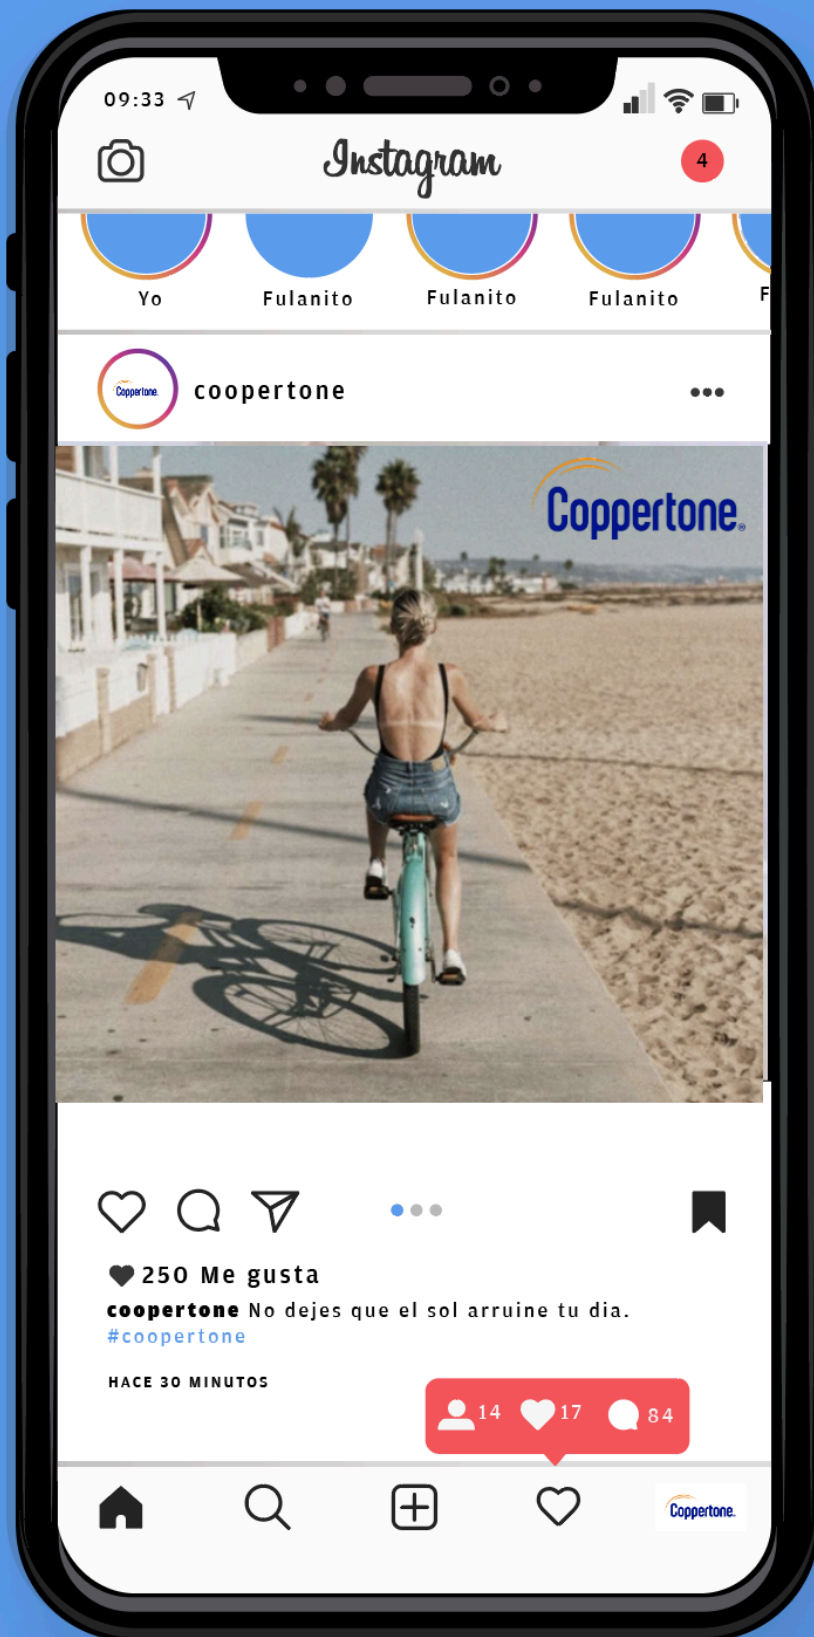 09:33
Instagram
4
Yo
Fulanito
Fulanito
Fulanito
F
Coppertone.
coopertone
Coppertone®
250 Me gusta
coopertone No dejes que el sol arruine tu dia.
#coopertone
HACE 30 MINUTOS
14 17 84
Coppertone.